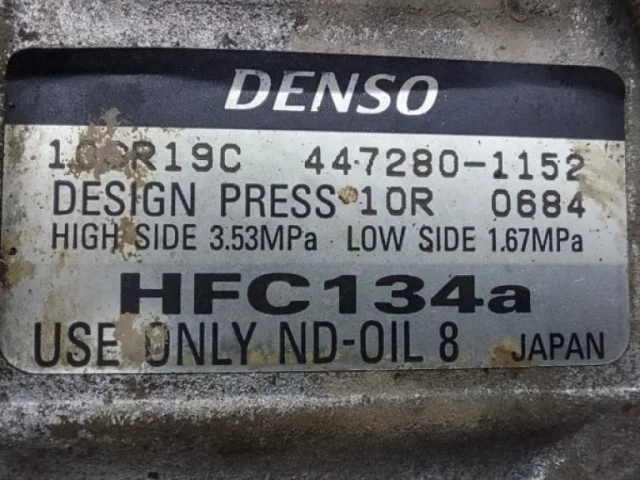 DENSO
447280-1152
DESIGN PRESS 10R 0684
HIGH SIDE 3.53MPa LOW SIDE 1.67MPa
HFC134a
USE ONLY ND-OIL 8 JAPAN